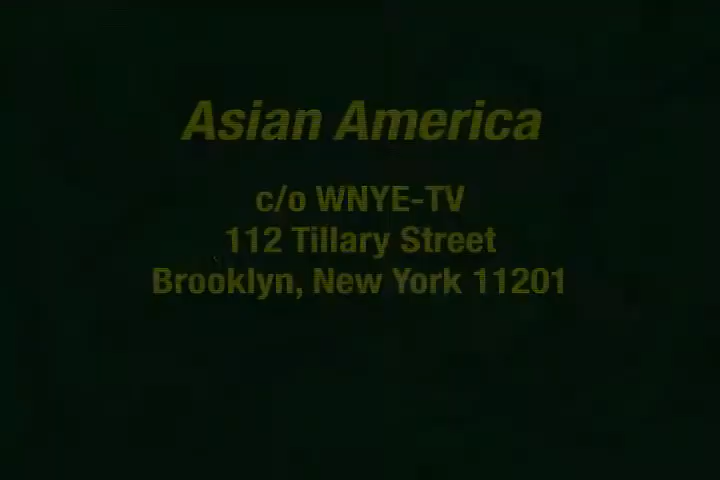 Asian America
c/o WNYE-TV
112 Tillary Street
Brooklyn, New York 11201